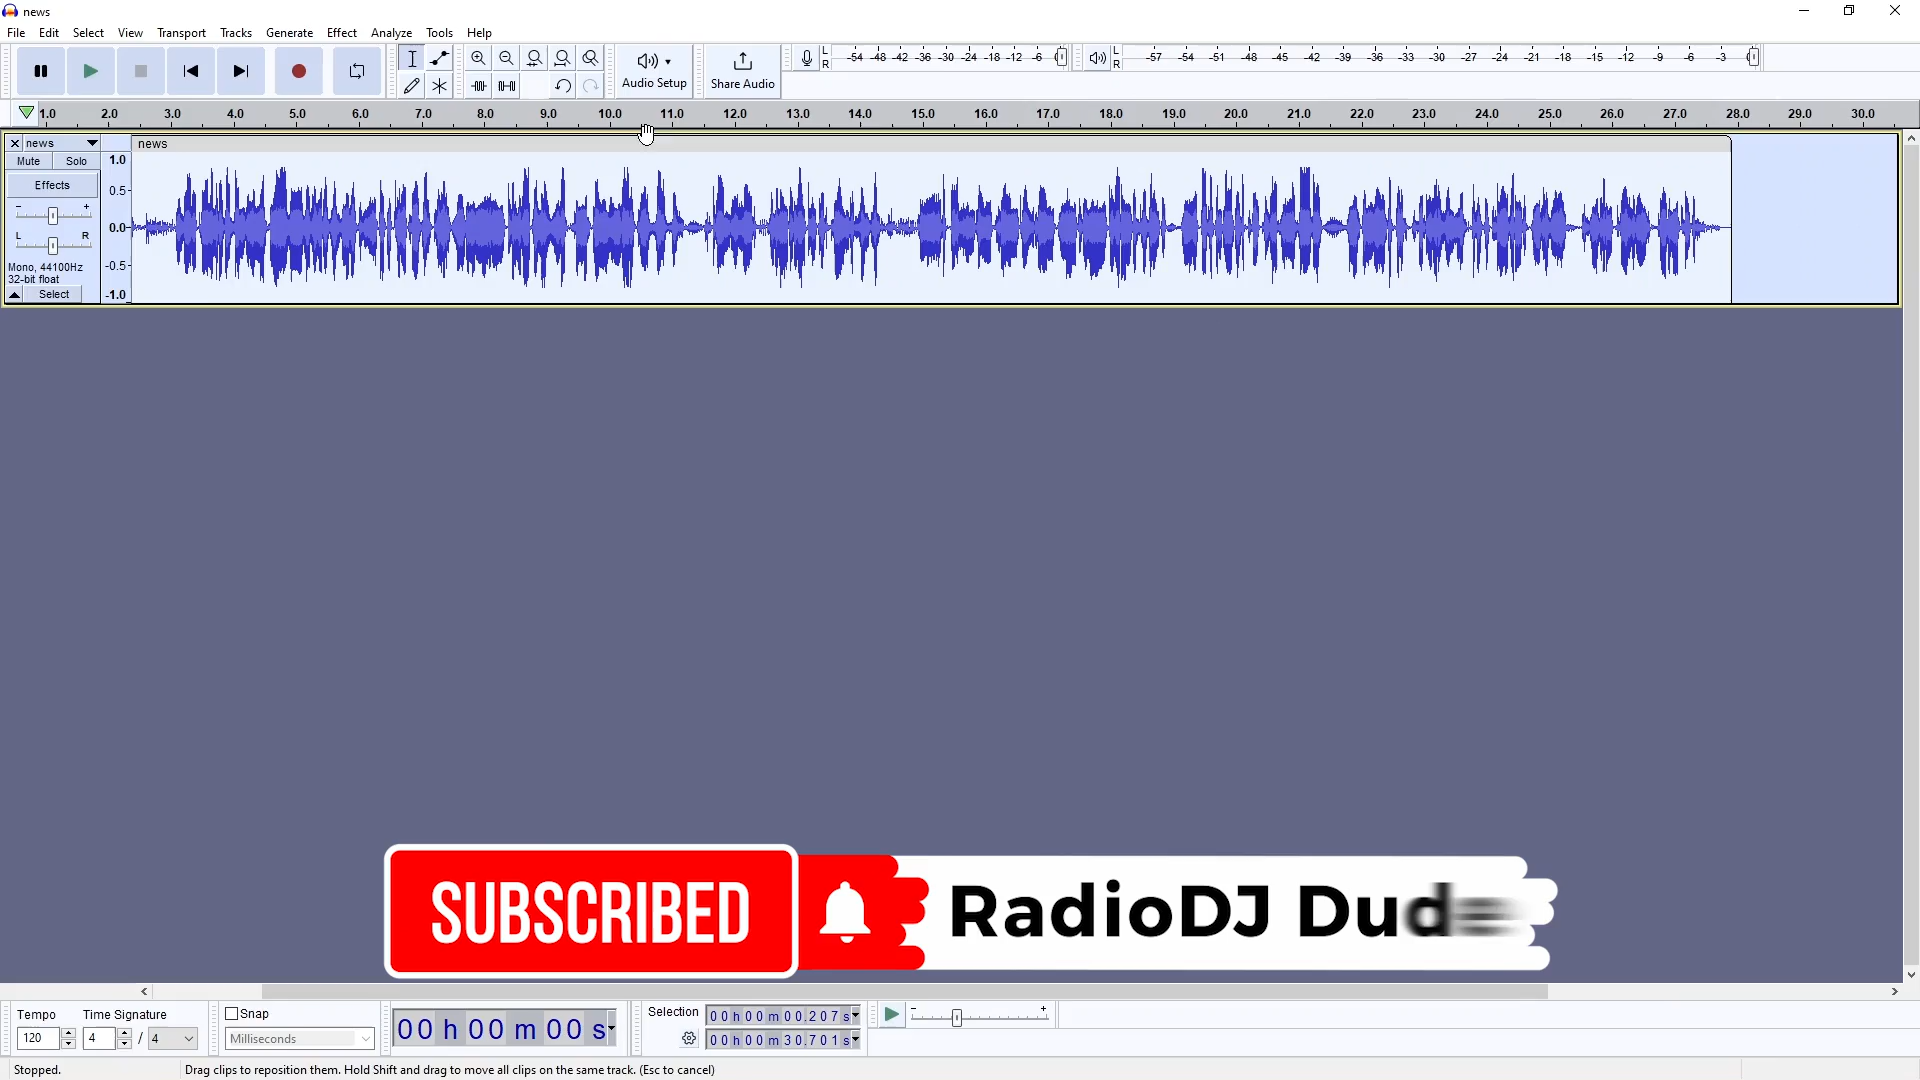 news
File Edit Select View Transport Tracks Generate Effect Analyze Tools Help
Audio Setup
Share Audio
L
R
-54 -48 -42 -36 -30 -24 -18 -12 -6
L
R
-57 -54 -51 -48 -45 -42 -39 -36 -33 -30 -27 -24 -21 -18 -15 -12 -9 -6 -3
1.0 2.0 3.0 4.0 5.0 6.0 7.0 8.0 9.0 10.0 11.0 12.0 13.0 14.0 15.0 16.0 17.0 18.0 19.0 20.0 21.0 22.0 23.0 24.0 25.0 26.0 27.0 28.0 29.0 30.0
news
news
Mute Solo
Effects
- +
L R
Mono, 44100Hz
32-bit float
Select
1.0
0.5
0.0
-0.5
-1.0
SUBSCRIBED
RadioDJ
Tempo
120
Time Signature
4 / 4
Snap
Milliseconds
00 h 00 m 00 s
Selection
00 h 00 m 00.207 s
00 h 00 m 30.701 s
- +
Stopped.
Drag clips to reposition them. Hold Shift and drag to move all clips on the same track. (Esc to cancel)